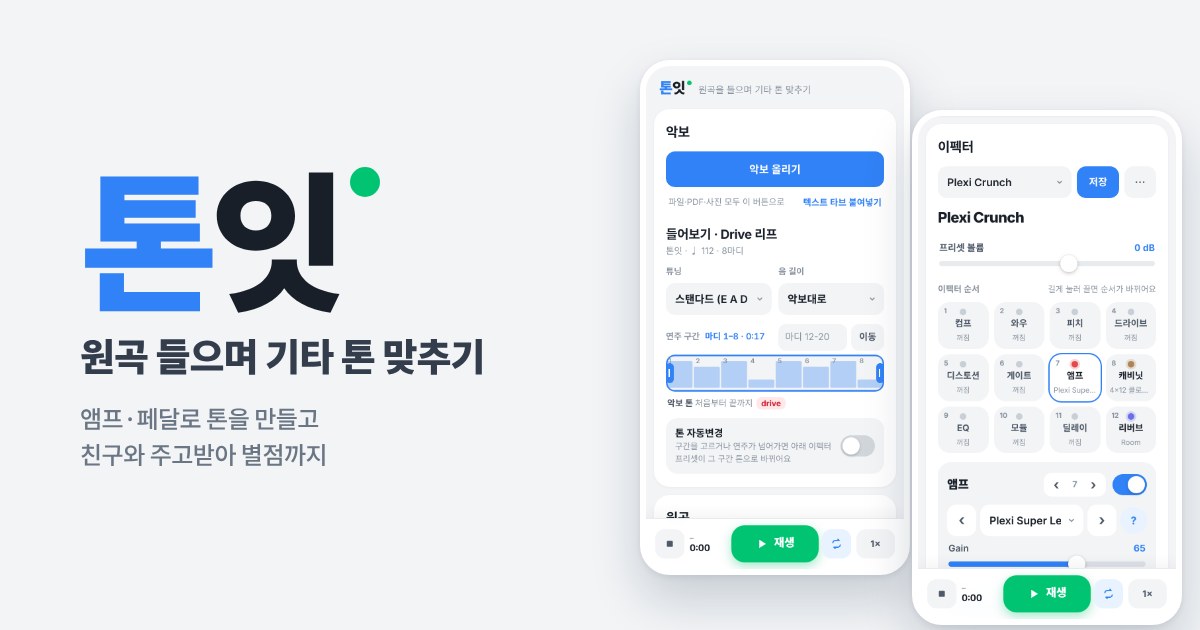 톤잇
원곡 들으며 기타 톤 맞추기
앰프·페달로 톤을 만들고
친구와 주고받아 별점까지
톤잇 원곡을 들으며 기타 톤 맞추기
악보
악보 올리기
파일·PDF·사진 모두 이 버튼으로 텍스트 타브 붙여넣기
들어보기 · Drive 리프
톤잇 · ♩ 112 · 8마디
튜닝 음 길이
스탠다드 (E A D 악보대로
연주 구간 마디 1–8 · 0:17 마디 12-20 이동
2 3 4 5 6 7 8
악보 톤 처음부터 끝까지 drive
톤 자동변경
구간을 고르거나 연주가 넘어가면 아래 이펙터
프리셋이 그 구간 톤으로 바뀌어요
원곡
–
0:00 재생 1×
이펙터
Plexi Crunch 저장 ···
Plexi Crunch
프리셋 볼륨 0 dB
이펙터 순서 길게 눌러 끌면 순서가 바뀌어요
1 2 3 4
컴프 와우 피치 드라이브
꺼짐 꺼짐 꺼짐 꺼짐
5 6 7 8
디스토션 게이트 앰프 캐비닛
꺼짐 꺼짐 Plexi Supe... 4×12 클로...
9 10 11 12
EQ 모듈 딜레이 리버브
꺼짐 꺼짐 꺼짐 Room
앰프 7
Plexi Super Le ?
Gain 65
–
0:00 재생 1×